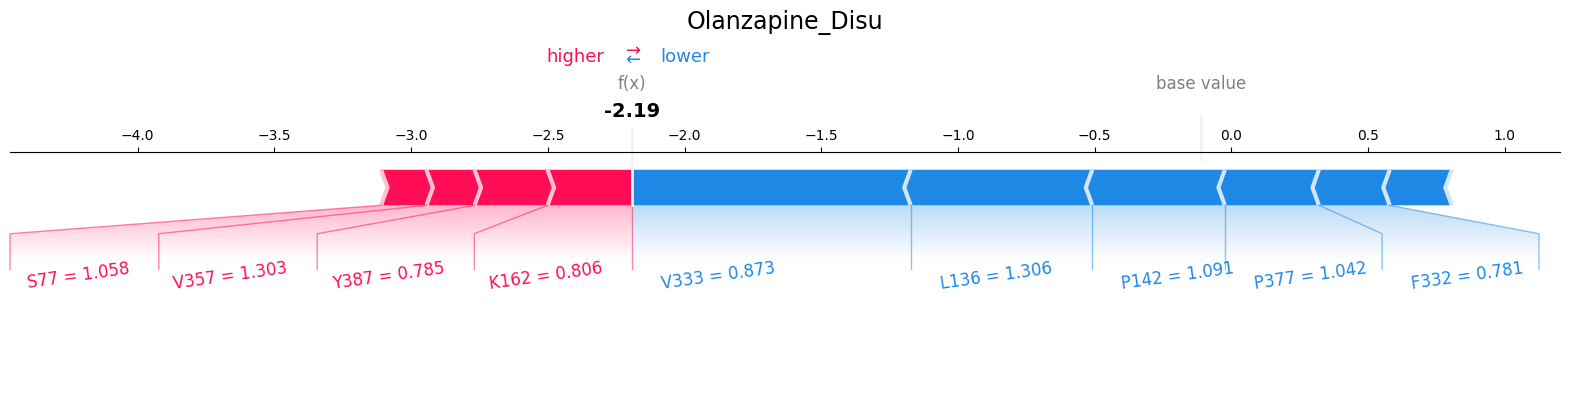 Olanzapine_Disu
higher ⇄ lower
f(x) base value
-2.19
−4.0 −3.5 −3.0 −2.5 −2.0 −1.5 −1.0 −0.5 0.0 0.5 1.0
S77 = 1.058 V357 = 1.303 Y387 = 0.785 K162 = 0.806 V333 = 0.873 L136 = 1.306 P142 = 1.091 P377 = 1.042 F332 = 0.781